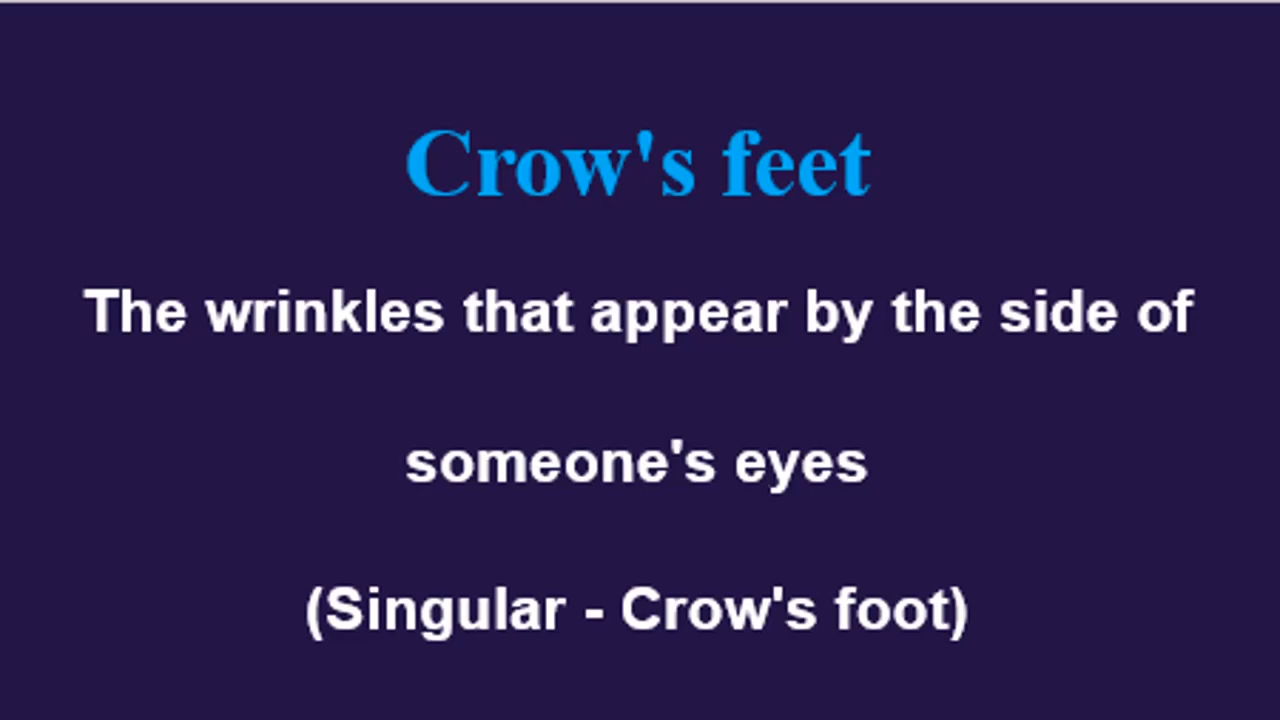 Crow's feet
The wrinkles that appear by the side of
someone's eyes
(Singular - Crow's foot)